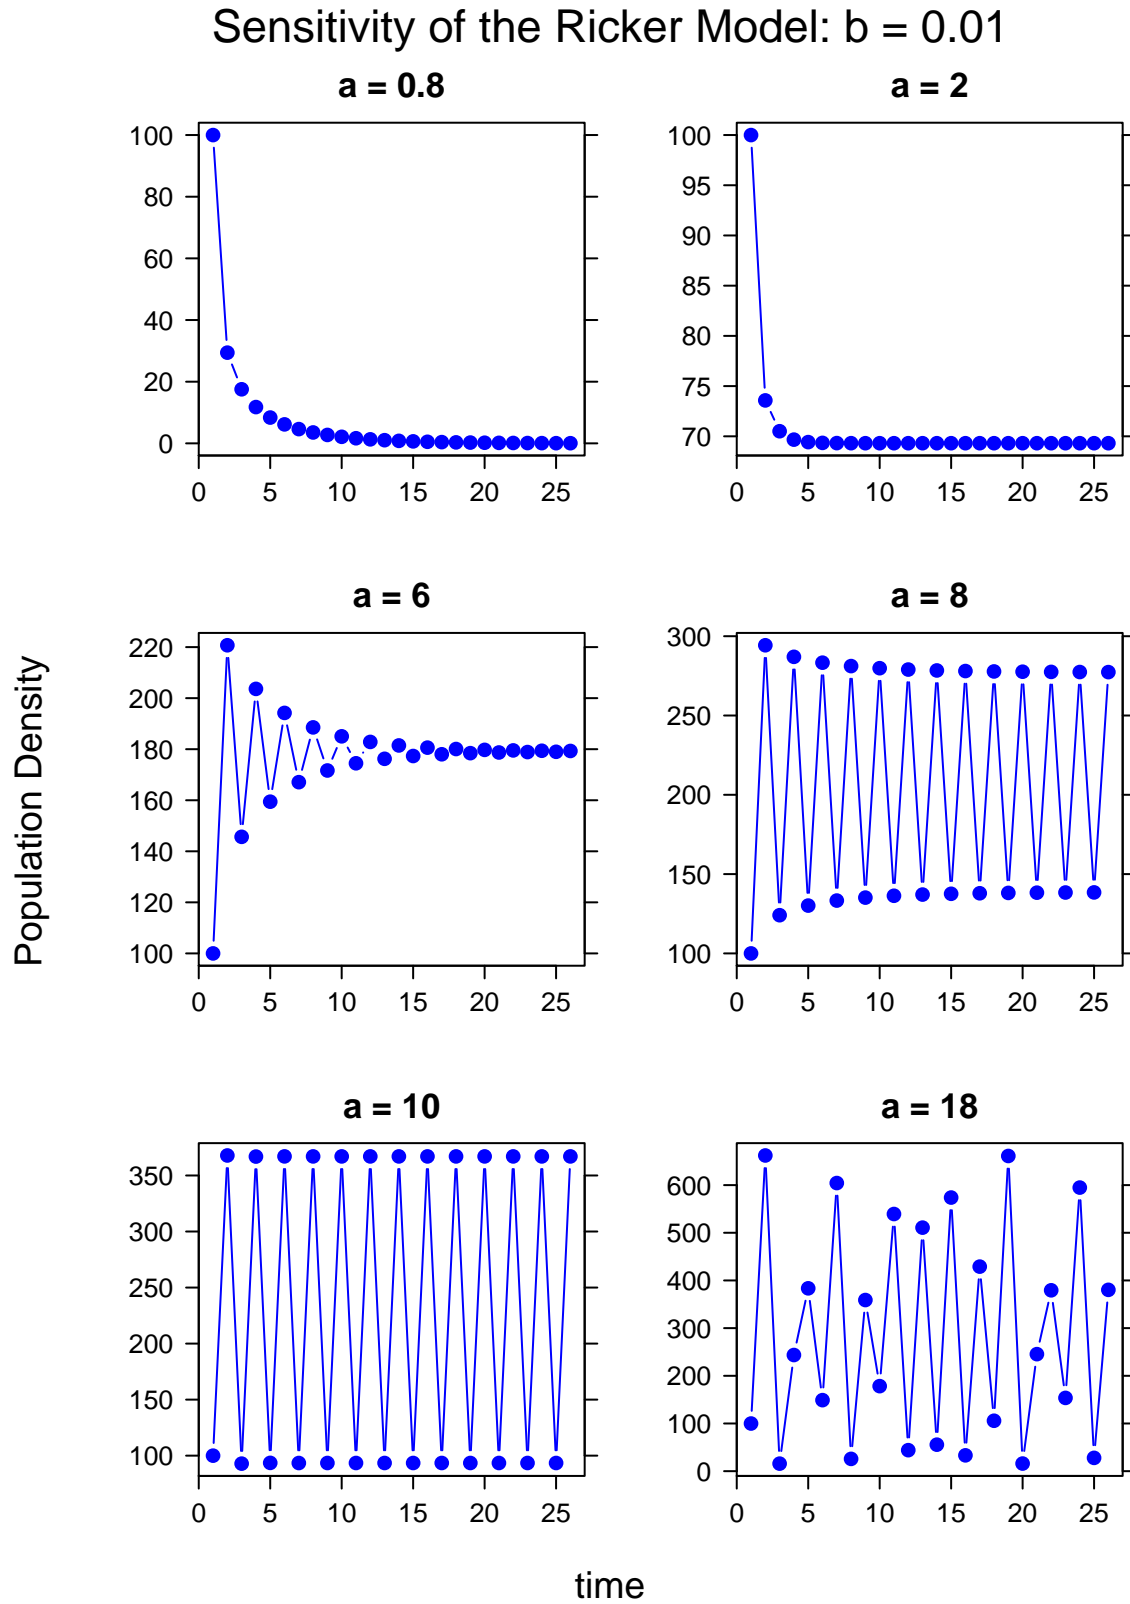 Sensitivity of the Ricker Model: b = 0.01
a = 0.8
100
80
60
40
20
0
0 5 10 15 20 25
a = 2
100
95
90
85
80
75
70
0 5 10 15 20 25
Population Density
a = 6
220
200
180
160
140
120
100
0 5 10 15 20 25
a = 8
300
250
200
150
100
0 5 10 15 20 25
a = 10
350
300
250
200
150
100
0 5 10 15 20 25
a = 18
600
500
400
300
200
100
0
0 5 10 15 20 25
time